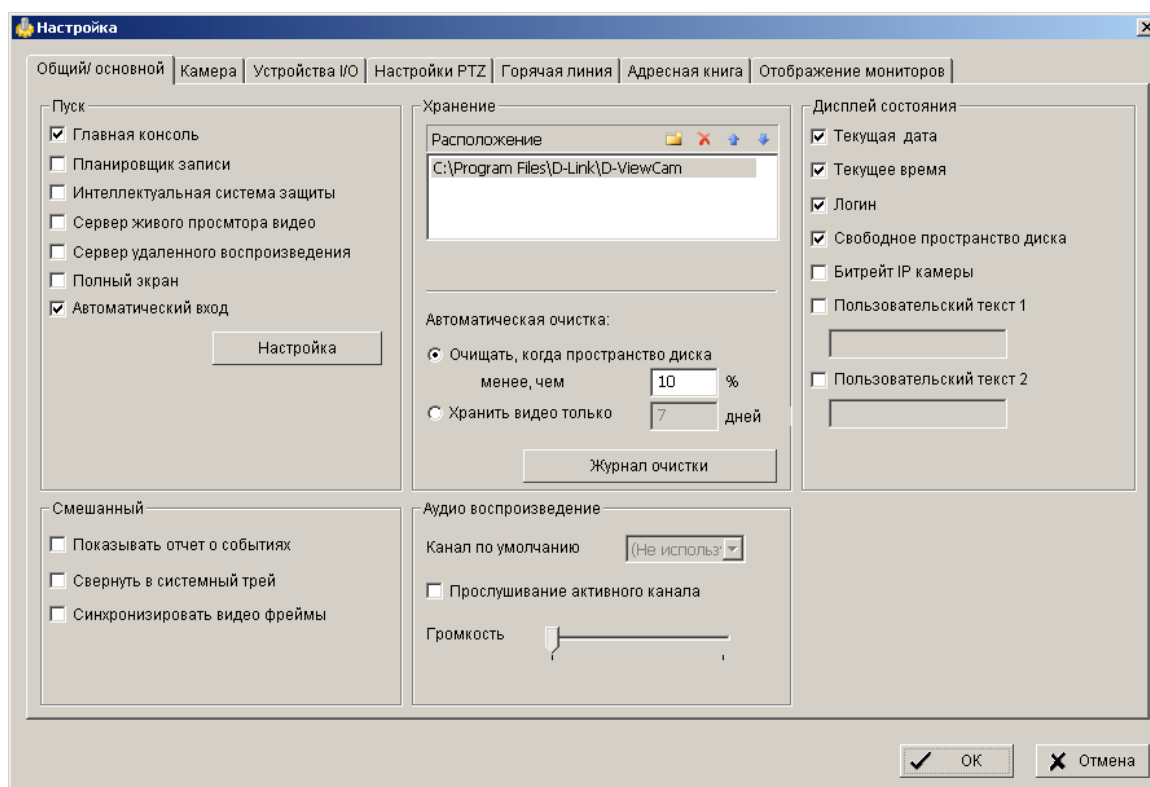 Настройка
Общий/ основной Камера Устройства I/O Настройки PTZ Горячая линия Адресная книга Отображение мониторов
Пуск
Главная консоль
Планировщик записи
Интеллектуальная система защиты
Сервер живого просмтора видео
Сервер удаленного воспроизведения
Полный экран
Автоматический вход
Настройка
Хранение
Расположение
C:\Program Files\D-Link\D-ViewCam
Автоматическая очистка:
Очищать, когда пространство диска
менее, чем 10 %
Хранить видео только 7 дней
Журнал очистки
Дисплей состояния
Текущая дата
Текущее время
Логин
Свободное пространство диска
Битрейт IP камеры
Пользовательский текст 1
Пользовательский текст 2
Смешанный
Показывать отчет о событиях
Свернуть в системный трей
Синхронизировать видео фреймы
Аудио воспроизведение
Канал по умолчанию (Не использ
Прослушивание активного канала
Громкость
OK Отмена